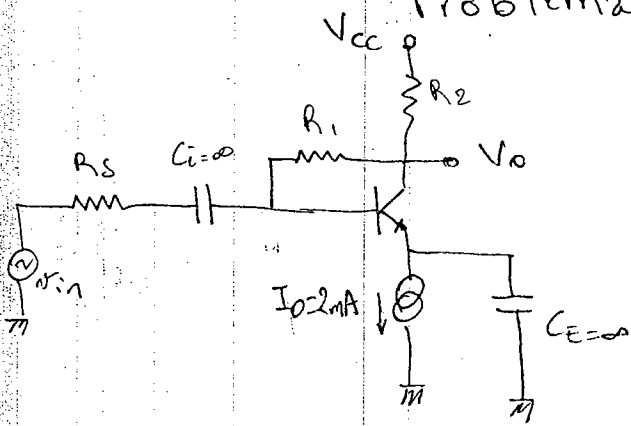 Problema
VCC
R2
R1
RS
Ci=∞
Vo
vin
IO=2mA
CE=∞